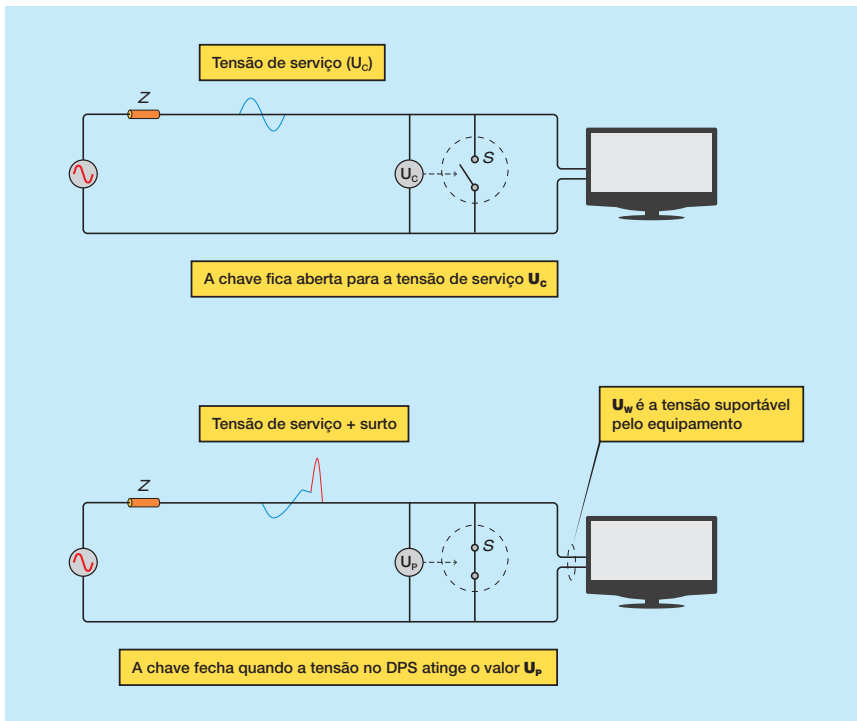 Tensão de serviço (Uc)
Z
Uc
S
A chave fica aberta para a tensão de serviço Uc
Tensão de serviço + surto
Uw é a tensão suportável
pelo equipamento
Z
UP
S
A chave fecha quando a tensão no DPS atinge o valor UP